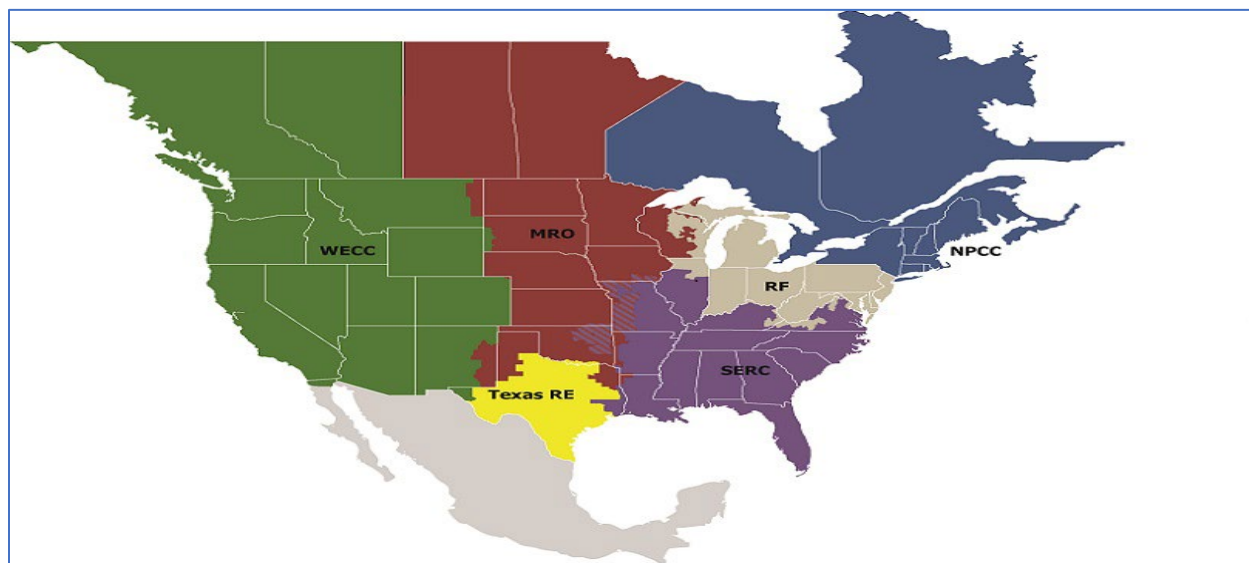 MRO
WECC
NPCC
RF
SERC
Texas RE